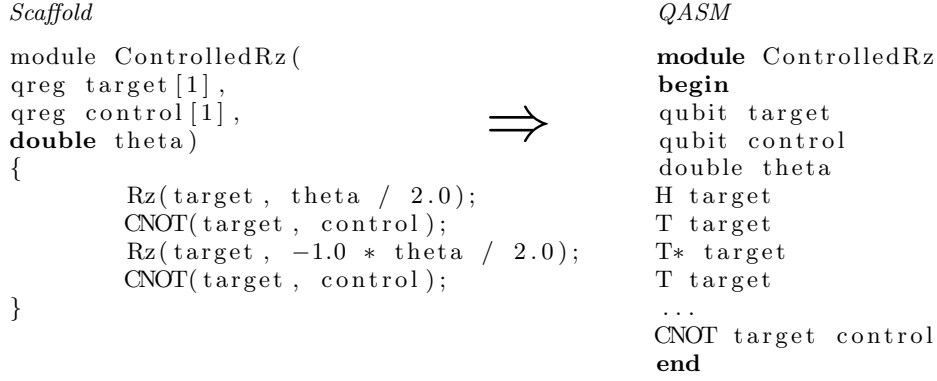 Scaffold
module ControlledRz(
qreg target[1],
qreg control[1],
double theta)
{
Rz(target, theta / 2.0);
CNOT(target, control);
Rz(target, −1.0 * theta / 2.0);
CNOT(target, control);
}
⇒
QASM
module ControlledRz
begin
qubit target
qubit control
double theta
H target
T target
T* target
T target
...
CNOT target control
end